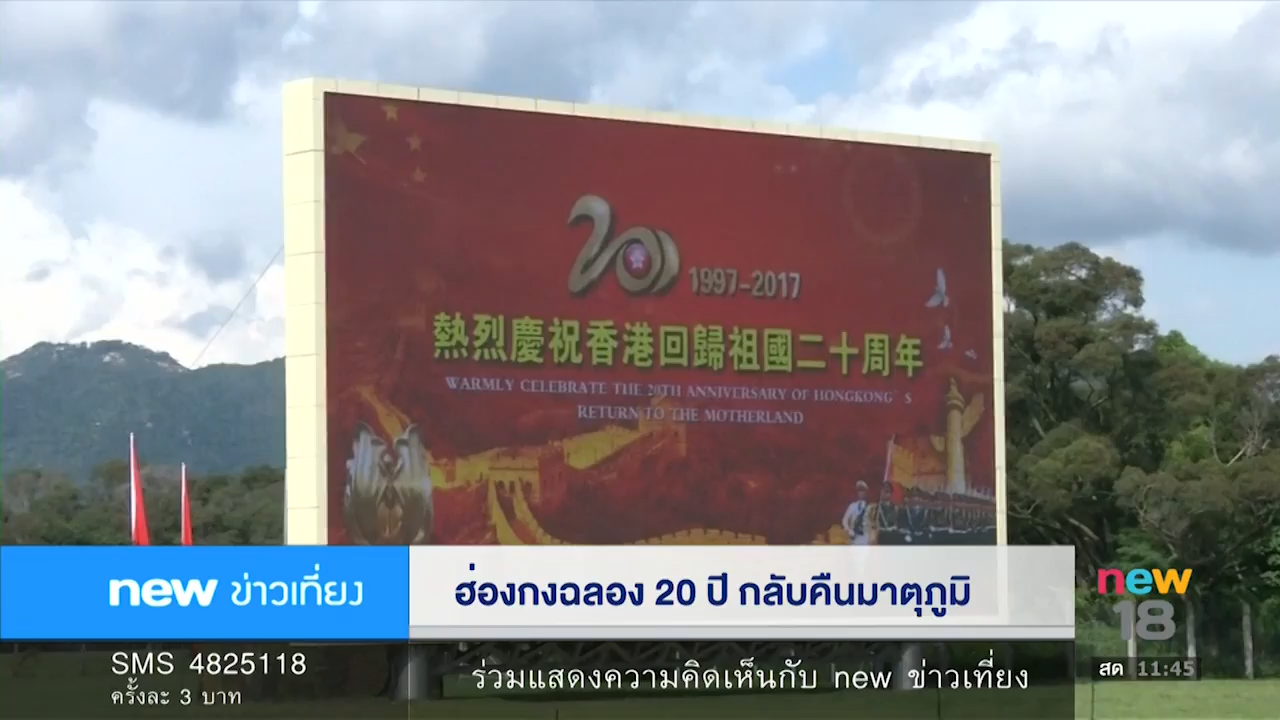 20 1997-2017
熱烈慶祝香港回歸祖國二十周年
WARMLY CELEBRATE THE 20TH ANNIVERSARY OF HONGKONG`S
RETURN TO THE MOTHERLAND
new ข่าวเที่ยง
ฮ่องกงฉลอง 20 ปี กลับคืนมาตุภูมิ
new
18
SMS 4825118
ครั้งละ 3 บาท
ร่วมแสดงความคิดเห็นกับ new ข่าวเที่ยง
สด 11:45